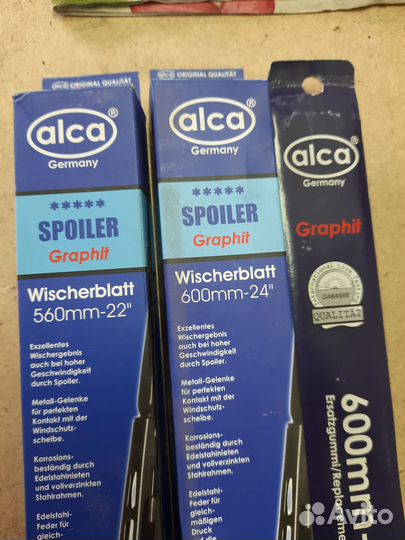 ORIGINAL QUALITÄT
alca®
Germany
*****
SPOILER
Graphit
Wischerblatt
560mm-22"
Exzellentes
Wischergebnis
auch bei hoher
Geschwindigkeit
durch Spoiler.
Metall-Gelenke
für perfekten
Kontakt mit der
Windschutz-
scheibe.
Korrosions-
beständig durch
Edelstahlnieten
und vollverzinkten
Stahlrahmen.
Edelstahl-
Feder für
gleich-
ORIGINAL QUALITÄT
alca®
Germany
*****
SPOILER
Graphit
Wischerblatt
600mm-24"
Exzellentes
Wischergebnis
auch bei hoher
Geschwindigkeit
durch Spoiler.
Metall-Gelenke
für perfekten
Kontakt mit der
Windschutz-
scheibe.
Korrosions-
beständig durch
Edelstahlnieten
und vollverzinkten
Stahlrahmen.
Edelstahl-
Feder für
gleich-
mäßigen
Druck
alca®
Germany
Graphit
GARANTIE
QUALITÄT
600mm-
Ersatzgummi/Replaceme
Avito